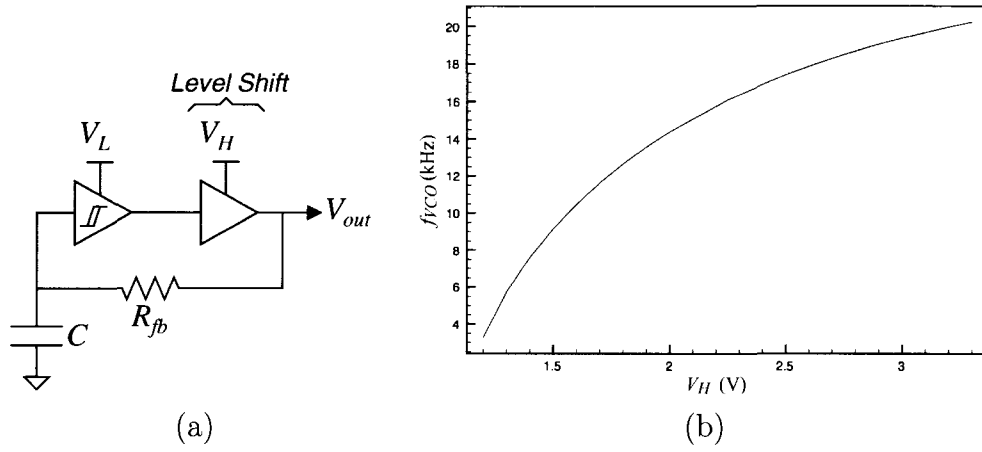 Level Shift
V_L
V_H
V_out
R_fb
C
(a)
20
18
16
14
12
10
8
6
4
f_VCO (kHz)
1.5
2
2.5
3
V_H (V)
(b)